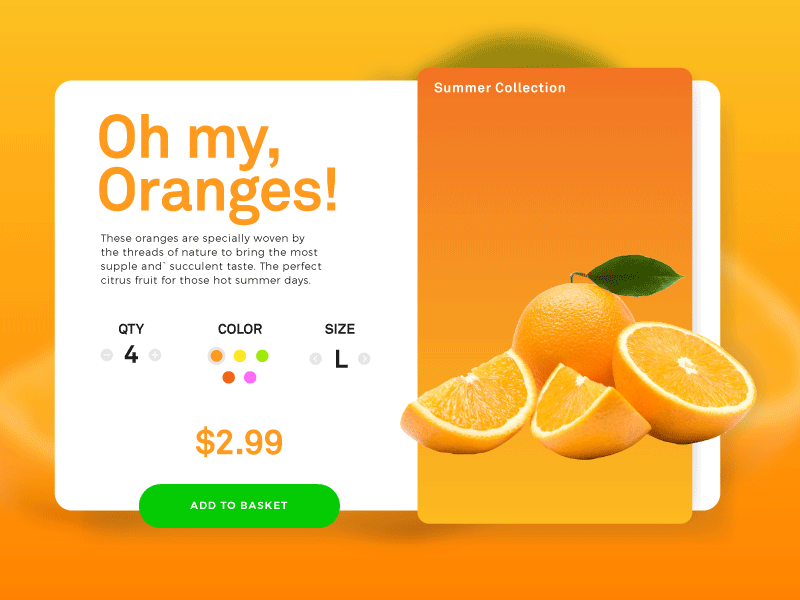 Summer Collection
Oh my,
Oranges!
These oranges are specially woven by
the threads of nature to bring the most
supple and` succulent taste. The perfect
citrus fruit for those hot summer days.
QTY
4
COLOR
SIZE
L
$2.99
ADD TO BASKET